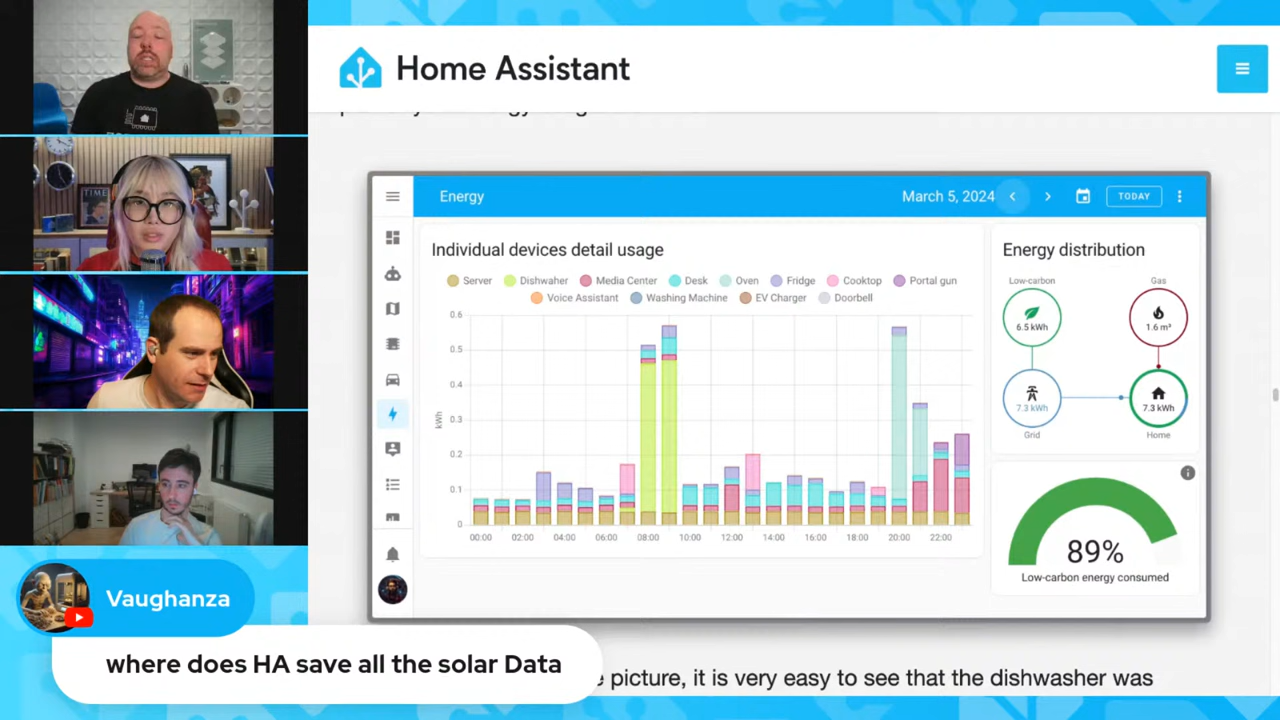 TIME
Home Assistant
Energy
March 5, 2024
TODAY
Individual devices detail usage
Server
Dishwaher
Media Center
Desk
Oven
Fridge
Cooktop
Portal gun
Voice Assistant
Washing Machine
EV Charger
Doorbell
kWh
0.6
0.5
0.4
0.3
0.2
0.1
0
00:00 02:00 04:00 06:00 08:00 10:00 12:00 14:00 16:00 18:00 20:00 22:00
Energy distribution
Low-carbon
Gas
6.5 kWh
1.6 m³
7.3 kWh
7.3 kWh
Grid
Home
89%
Low-carbon energy consumed
Vaughanza
where does HA save all the solar Data
picture, it is very easy to see that the dishwasher was